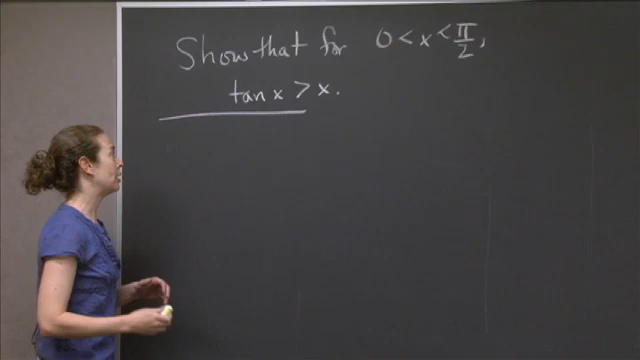 Show that for 0 < x < π/2,
tan x > x.